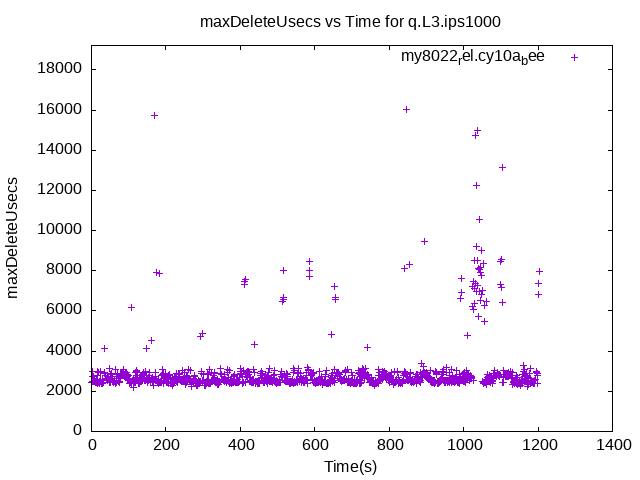 maxDeleteUsecs vs Time for q.L3.ips1000
my8022rel.cy10abee
18000
16000
14000
12000
10000
8000
6000
4000
2000
0
maxDeleteUsecs
0 200 400 600 800 1000 1200 1400
Time(s)